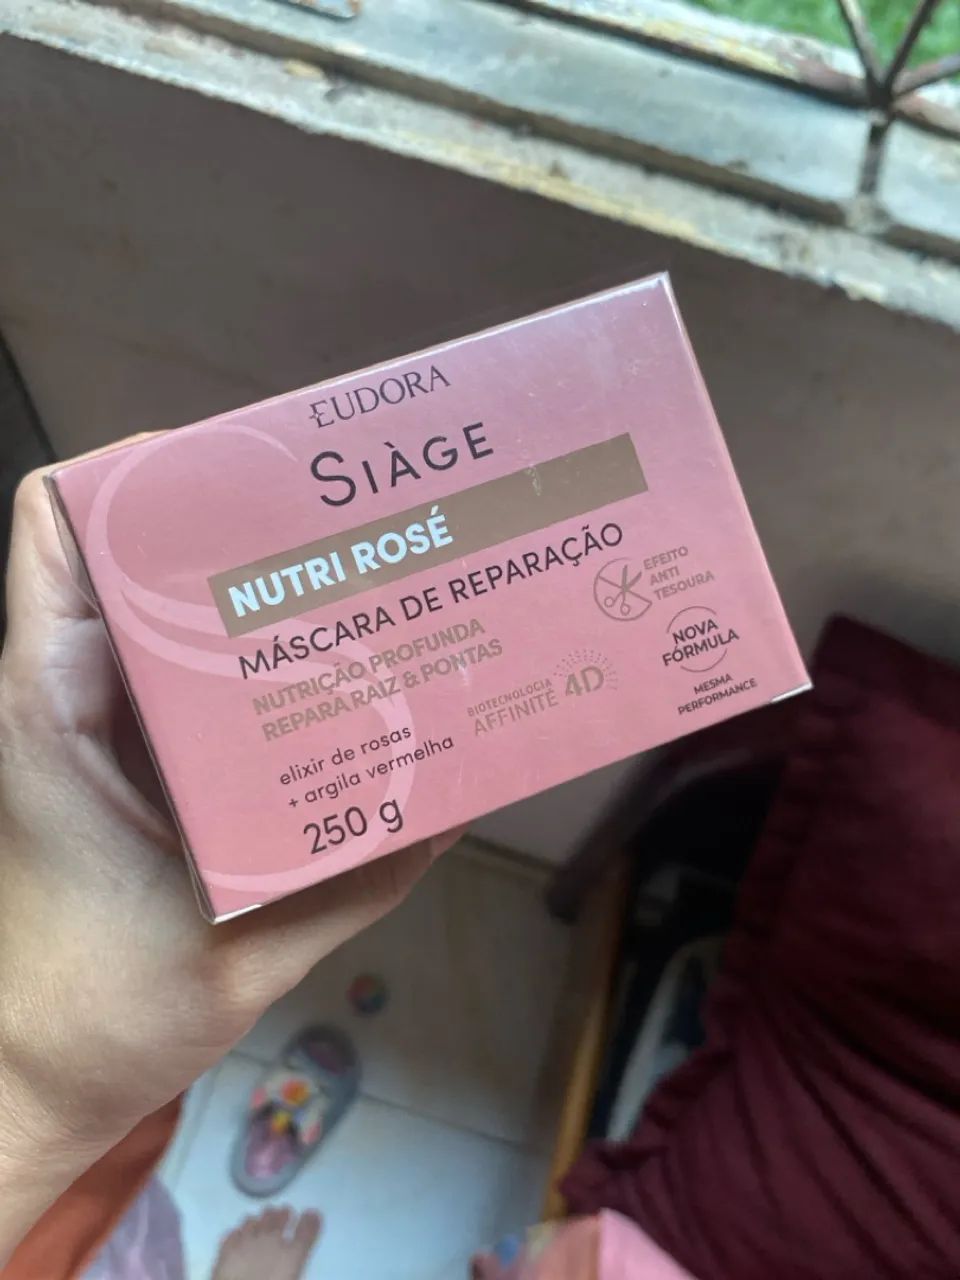 EUDORA
SIÀGE
NUTRI ROSÉ
MÁSCARA DE REPARAÇÃO
NUTRIÇÃO PROFUNDA
REPARA RAIZ & PONTAS
elixir de rosas
+ argila vermelha
250 g
BIOTECNOLOGIA
AFFINITÉ 4D
EFEITO
ANTI
TESOURA
NOVA
FÓRMULA
MESMA
PERFORMANCE